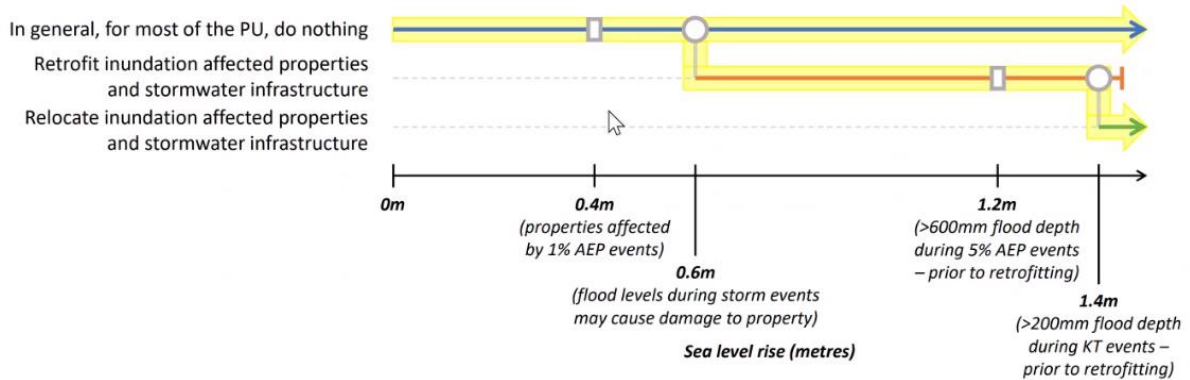 In general, for most of the PU, do nothing
Retrofit inundation affected properties
and stormwater infrastructure
Relocate inundation affected properties
and stormwater infrastructure
0m
0.4m
(properties affected
by 1% AEP events)
0.6m
(flood levels during storm events
may cause damage to property)
1.2m
(>600mm flood depth
during 5% AEP events
– prior to retrofitting)
1.4m
(>200mm flood depth
during KT events –
prior to retrofitting)
Sea level rise (metres)